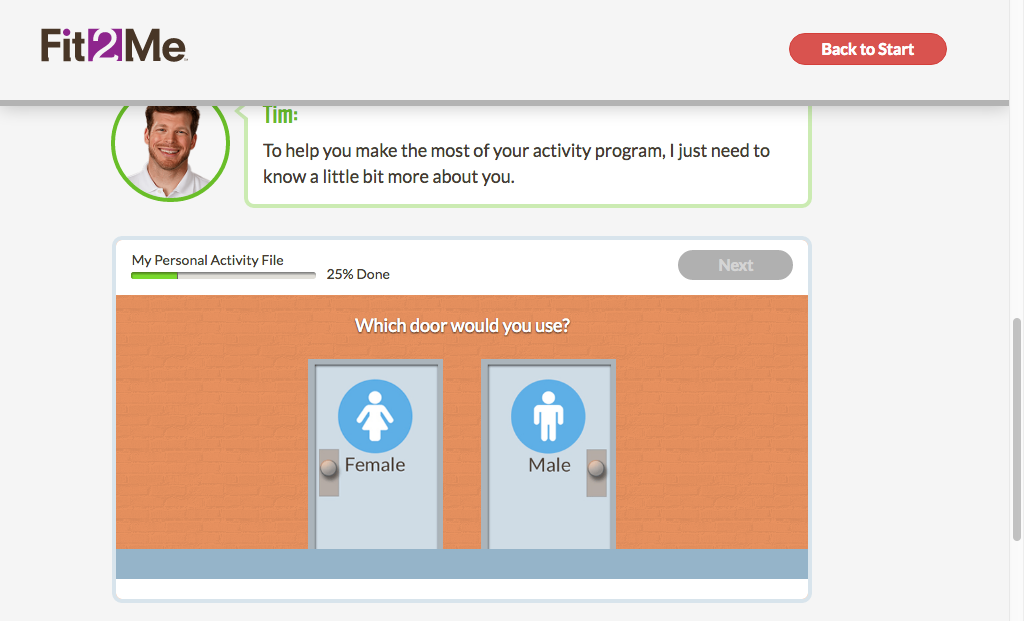 Fit2Me
Back to Start
Tim:
To help you make the most of your activity program, I just need to
know a little bit more about you.
My Personal Activity File
25% Done
Next
Which door would you use?
Female
Male